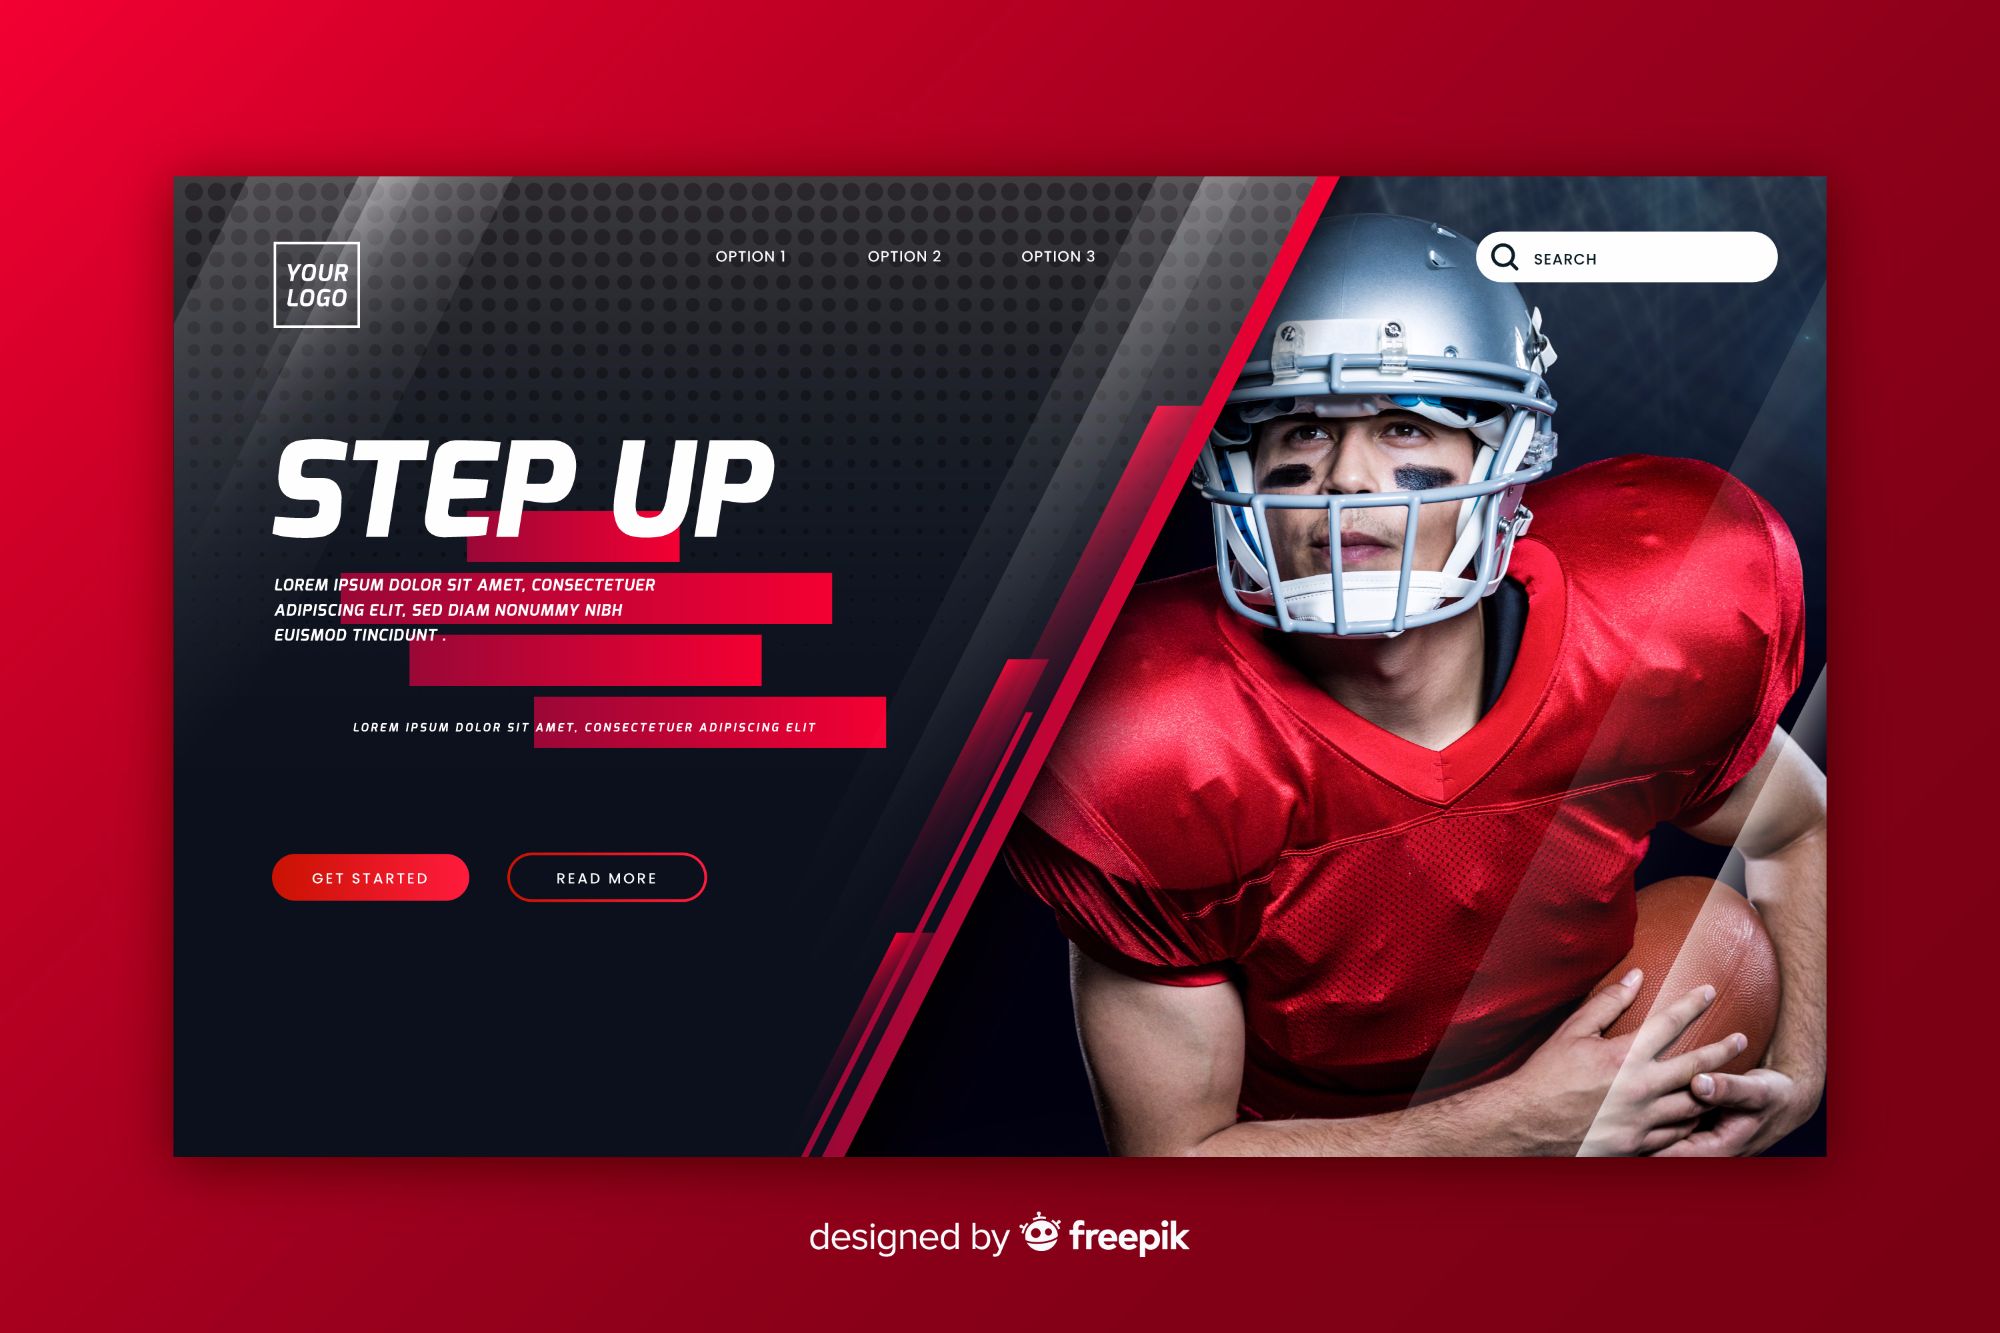 YOUR
LOGO
OPTION 1
OPTION 2
OPTION 3
SEARCH
STEP UP
LOREM IPSUM DOLOR SIT AMET, CONSECTETUER
ADIPISCING ELIT, SED DIAM NONUMMY NIBH
EUISMOD TINCIDUNT .
LOREM IPSUM DOLOR SIT AMET, CONSECTETUER ADIPISCING ELIT
GET STARTED
READ MORE
designed by freepik